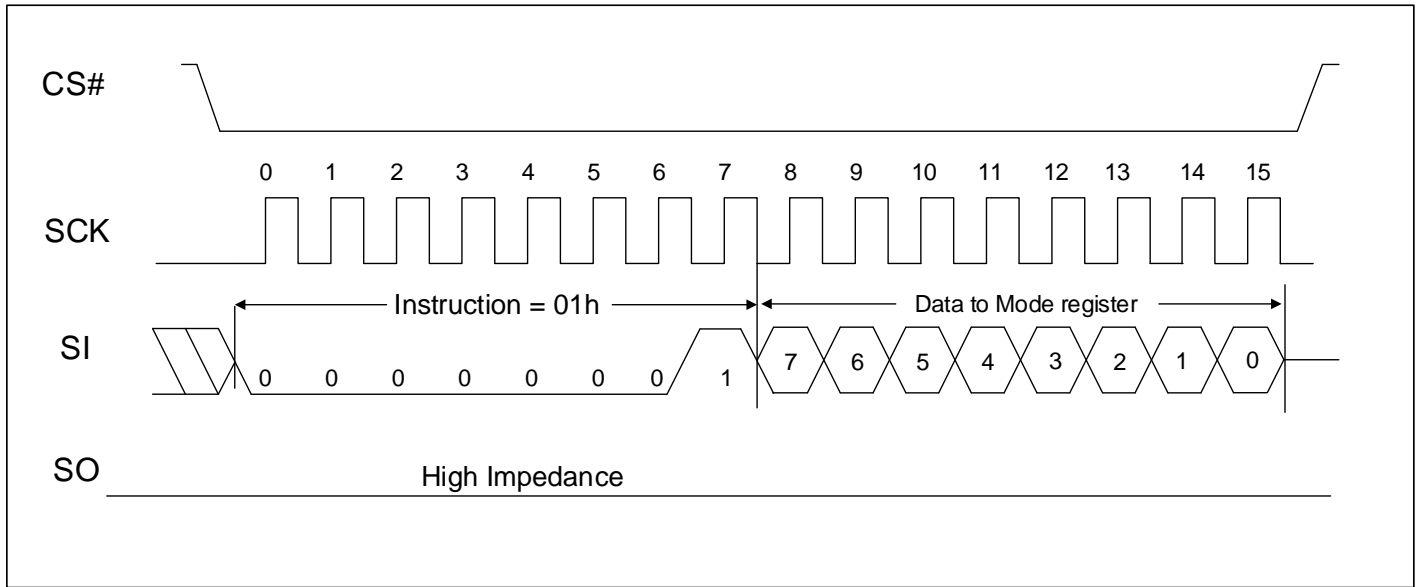 CS#
0 1 2 3 4 5 6 7 8 9 10 11 12 13 14 15
SCK
Instruction = 01h Data to Mode register
SI
0 0 0 0 0 0 0 1 7 6 5 4 3 2 1 0
SO
High Impedance